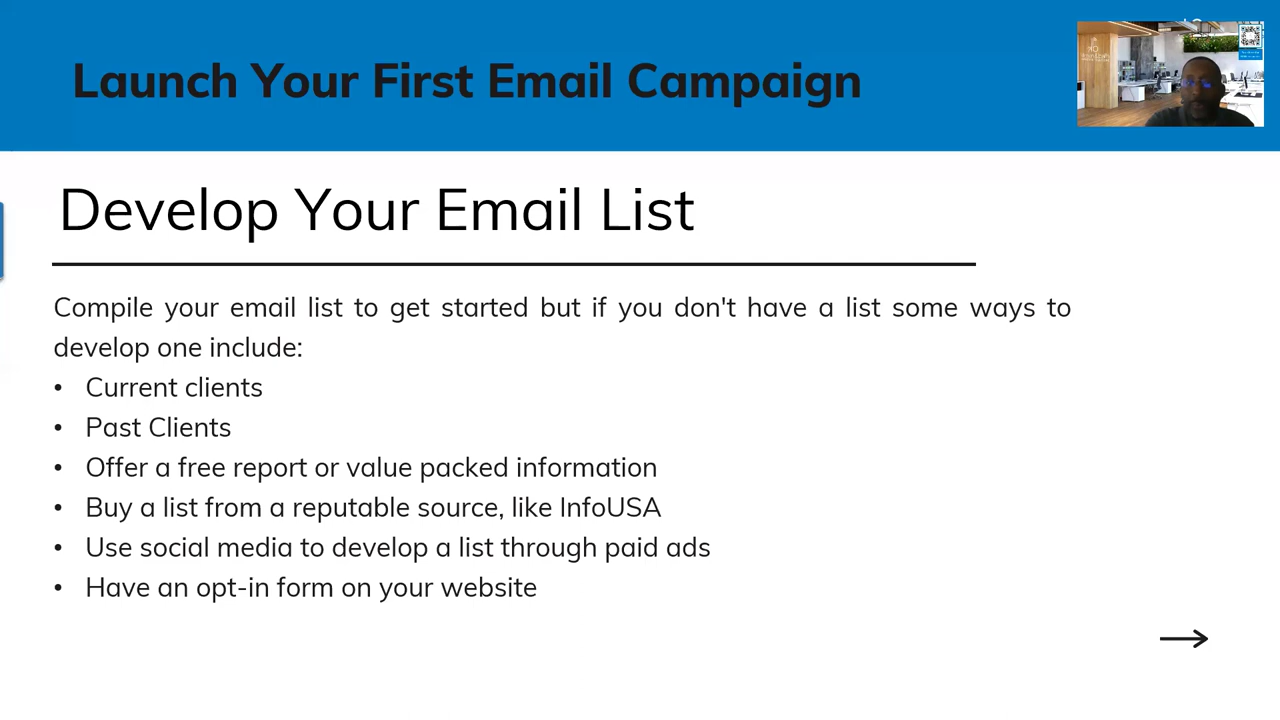 Launch Your First Email Campaign
Develop Your Email List
Compile your email list to get started but if you don't have a list some ways to
develop one include:
• Current clients
• Past Clients
• Offer a free report or value packed information
• Buy a list from a reputable source, like InfoUSA
• Use social media to develop a list through paid ads
• Have an opt-in form on your website